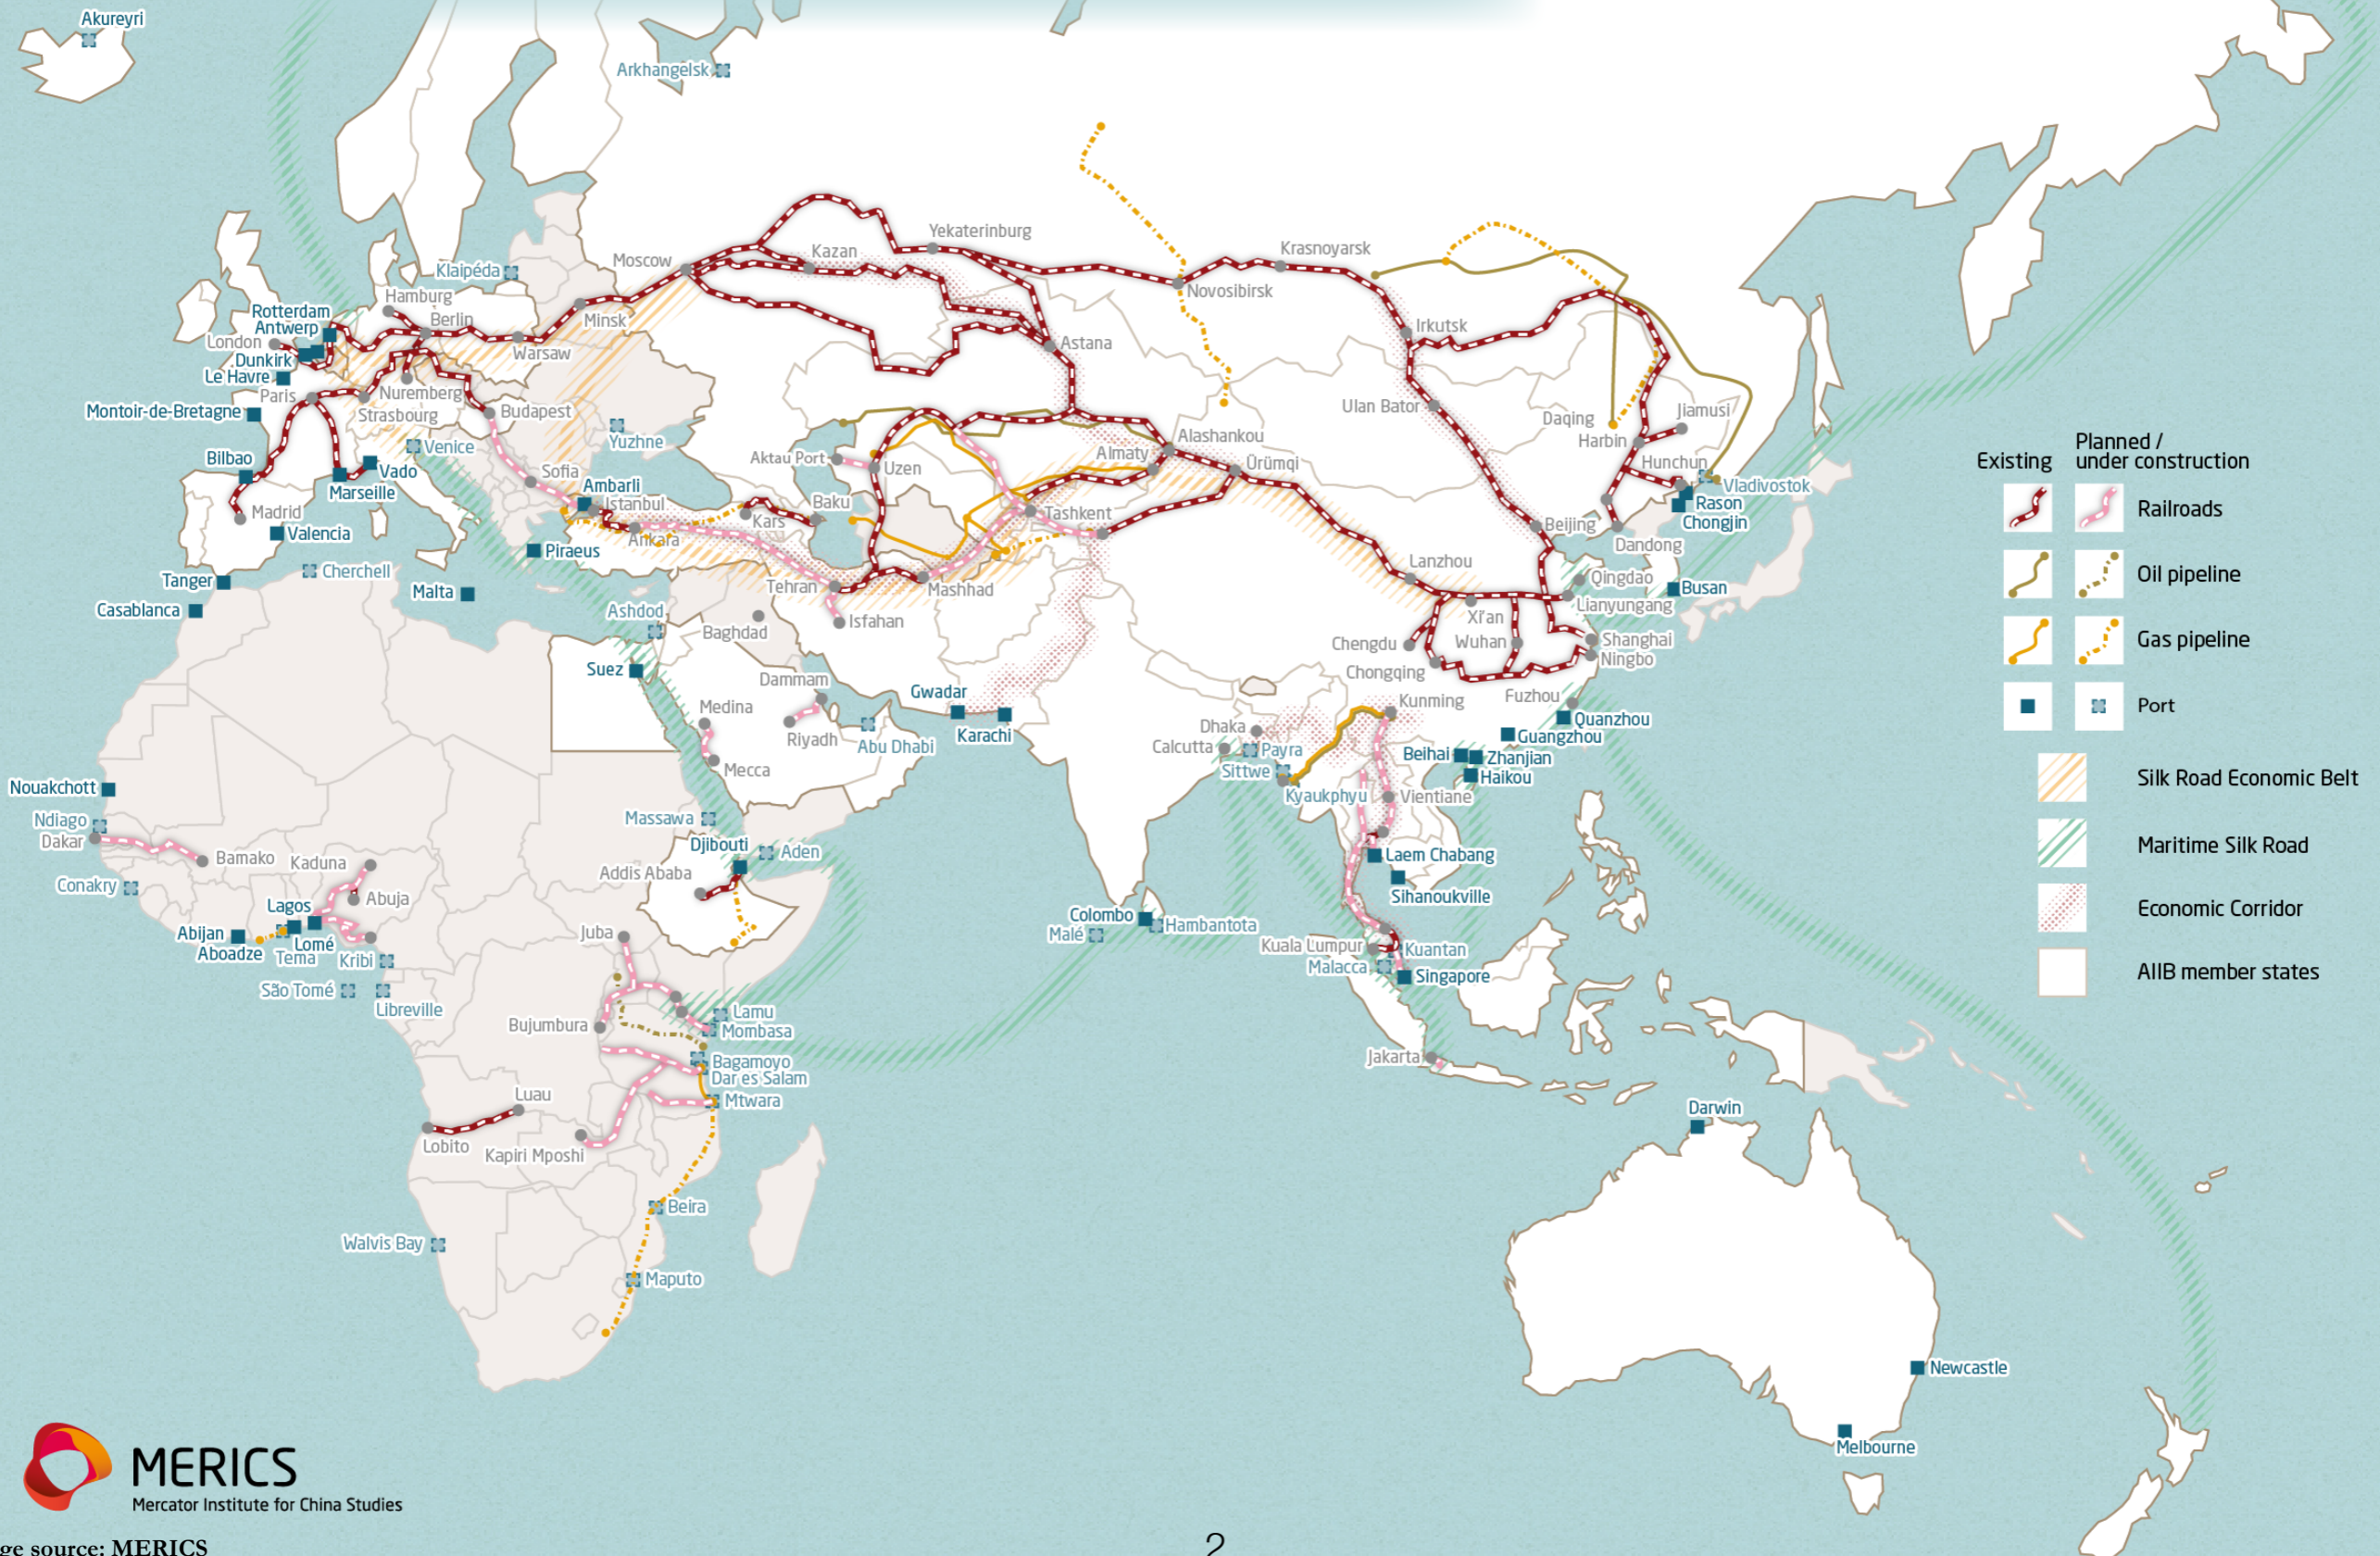 Akureyri
Arkhangelsk
Yekaterinburg
Moscow
Kazan
Krasnoyarsk
Klaipéda
Novosibirsk
Hamburg
Rotterdam
Berlin
Minsk
Irkutsk
Antwerp
London
Warsaw
Astana
Dunkirk
Le Havre
Paris
Nuremberg
Strasbourg
Budapest
Ulan Bator
Daqing
Jiamusi
Montoir-de-Bretagne
Yuzhne
Harbin
Venice
Alashankou
Planned /
Existing
under construction
Bilbao
Vado
Sofia
Aktau Port
Uzen
Almaty
Ürümqi
Hunchun
Vladivostok
Marseille
Ambarli
Istanbul
Baku
Rason
Railroads
Madrid
Kars
Tashkent
Chongjin
Valencia
Ankara
Beijing
Piraeus
Dandong
Cherchell
Lanzhou
Oil pipeline
Tanger
Tehran
Mashhad
Qingdao
Malta
Busan
Casablanca
Ashdod
Lianyungang
Isfahan
Xi'an
Baghdad
Chengdu
Wuhan
Shanghai
Gas pipeline
Suez
Ningbo
Dammam
Chongqing
Gwadar
Fuzhou
Medina
Kunming
Port
Riyadh
Abu Dhabi
Karachi
Dhaka
Quanzhou
Calcutta
Payra
Guangzhou
Mecca
Sittwe
Beihai
Zhanjian
Haikou
Silk Road Economic Belt
Nouakchott
Kyaukphyu
Vientiane
Ndiago
Massawa
Dakar
Djibouti
Aden
Maritime Silk Road
Bamako
Kaduna
Laem Chabang
Conakry
Addis Ababa
Abuja
Sihanoukville
Lagos
Economic Corridor
Colombo
Hambantota
Abijan
Juba
Malé
Lomé
Aboadze
Tema
Kribi
Kuala Lumpur
Kuantan
Malacca
Singapore
AIIB member states
São Tomé
Libreville
Lamu
Bujumbura
Mombasa
Jakarta
Bagamoyo
Dar es Salam
Luau
Mtwara
Darwin
Lobito
Kapiri Mposhi
Beira
Walvis Bay
Maputo
Newcastle
Melbourne
MERICS
Mercator Institute for China Studies
ge source: MERICS
2